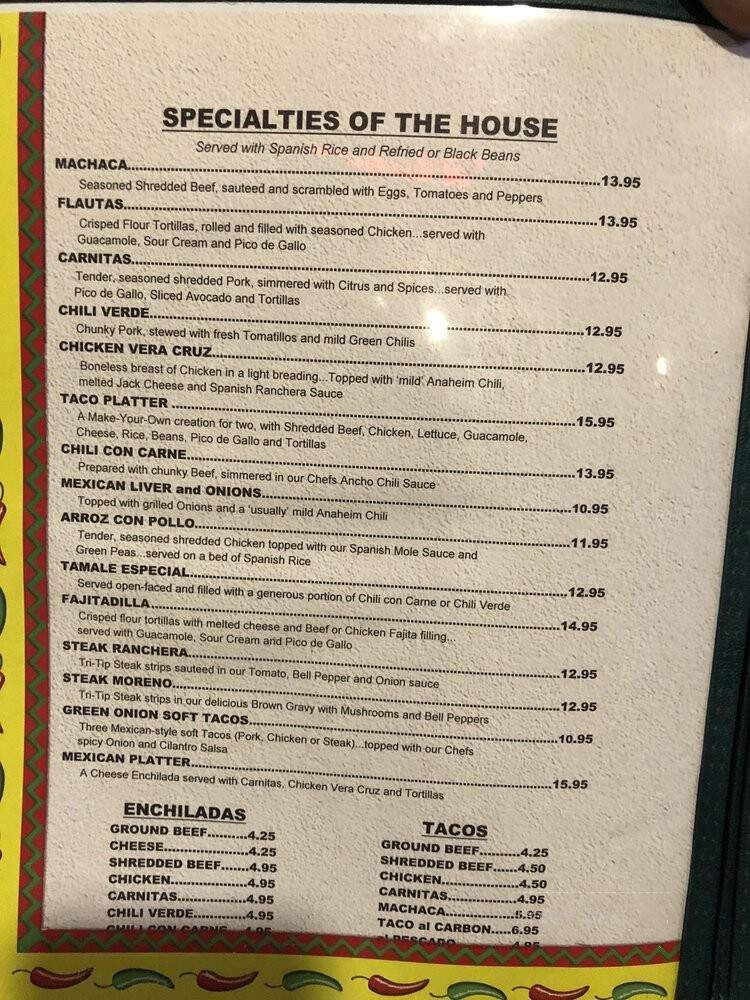 SPECIALTIES OF THE HOUSE
Served with Spanish Rice and Refried or Black Beans
MACHACA....................13.95
Seasoned Shredded Beef, sauteed and scrambled with Eggs, Tomatoes and Peppers
FLAUTAS....................13.95
Crisped Flour Tortillas, rolled and filled with seasoned Chicken...served with
Guacamole, Sour Cream and Pico de Gallo
CARNITAS....................12.95
Tender, seasoned shredded Pork, simmered with Citrus and Spices...served with
Pico de Gallo, Sliced Avocado and Tortillas
CHILI VERDE....................12.95
Chunky Pork, stewed with fresh Tomatillos and mild Green Chilis
CHICKEN VERA CRUZ....................12.95
Boneless breast of Chicken in a light breading...Topped with 'mild' Anaheim Chili,
melted Jack Cheese and Spanish Ranchera Sauce
TACO PLATTER ....................15.95
A Make-Your-Own creation for two, with Shredded Beef, Chicken, Lettuce, Guacamole,
Cheese, Rice, Beans, Pico de Gallo and Tortillas
CHILI CON CARNE....................13.95
Prepared with chunky Beef, simmered in our Chefs Ancho Chili Sauce
MEXICAN LIVER and ONIONS....................10.95
Topped with grilled Onions and a 'usually' mild Anaheim Chili
ARROZ CON POLLO....................11.95
Tender, seasoned shredded Chicken topped with our Spanish Mole Sauce and
Green Peas...served on a bed of Spanish Rice
TAMALE ESPECIAL....................12.95
Served open-faced and filled with a generous portion of Chili con Carne or Chili Verde
FAJITADILLA....................14.95
Crisped flour tortillas with melted cheese and Beef or Chicken Fajita filling...
served with Guacamole, Sour Cream and Pico de Gallo
STEAK RANCHERA....................12.95
Tri-Tip Steak strips sauteed in our Tomato, Bell Pepper and Onion sauce
STEAK MORENO....................12.95
Tri-Tip Steak strips in our delicious Brown Gravy with Mushrooms and Bell Peppers
GREEN ONION SOFT TACOS....................10.95
Three Mexican-style soft Tacos (Pork, Chicken or Steak)...topped with our Chefs
spicy Onion and Cilantro Salsa
MEXICAN PLATTER....................15.95
A Cheese Enchilada served with Carnitas, Chicken Vera Cruz and Tortillas
ENCHILADAS
GROUND BEEF..........4.25
CHEESE....................4.25
SHREDDED BEEF......4.95
CHICKEN..................4.95
CARNITAS................4.95
CHILI VERDE............4.95
CHILI CON CARNE...4.95
TACOS
GROUND BEEF..........4.25
SHREDDED BEEF......4.50
CHICKEN..................4.50
CARNITAS................4.95
MACHACA................5.95
TACO al CARBON.....6.95
al PESCADO.............4.95